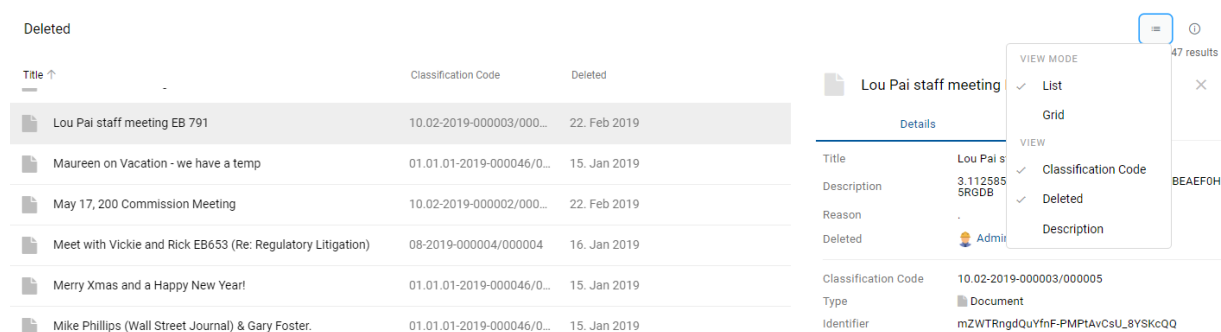 Deleted
47 results
Title ↑ Classification Code Deleted
Lou Pai staff meeting EB 791 10.02-2019-000003/000... 22. Feb 2019
Maureen on Vacation - we have a temp 01.01.01-2019-000046/0... 15. Jan 2019
May 17, 200 Commission Meeting 10.02-2019-000002/000... 22. Feb 2019
Meet with Vickie and Rick EB653 (Re: Regulatory Litigation) 08-2019-000004/000004 16. Jan 2019
Merry Xmas and a Happy New Year! 01.01.01-2019-000046/0... 15. Jan 2019
Mike Phillips (Wall Street Journal) & Gary Foster. 01.01.01-2019-000046/0... 15. Jan 2019
VIEW MODE
List
Grid
VIEW
Classification Code
Deleted
Description
Lou Pai staff meeting
Details
Title Lou Pai
Description 3.112585 BEAEF0H
5RGDB
Reason .
Deleted
Classification Code 10.02-2019-000003/000005
Type Document
Identifier mZWTRngdQuYfnF-PMPtAvCsU_8YSKcQQ